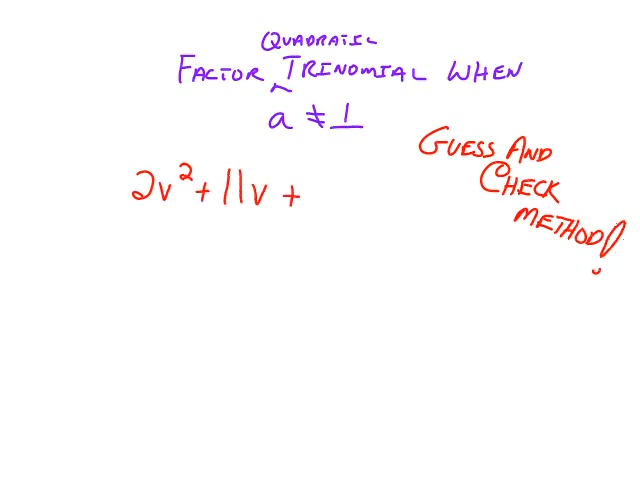 QUADRATIC
FACTOR TRINOMIAL WHEN
a ≠ 1
GUESS AND
CHECK
METHOD!
2v² + 11v +